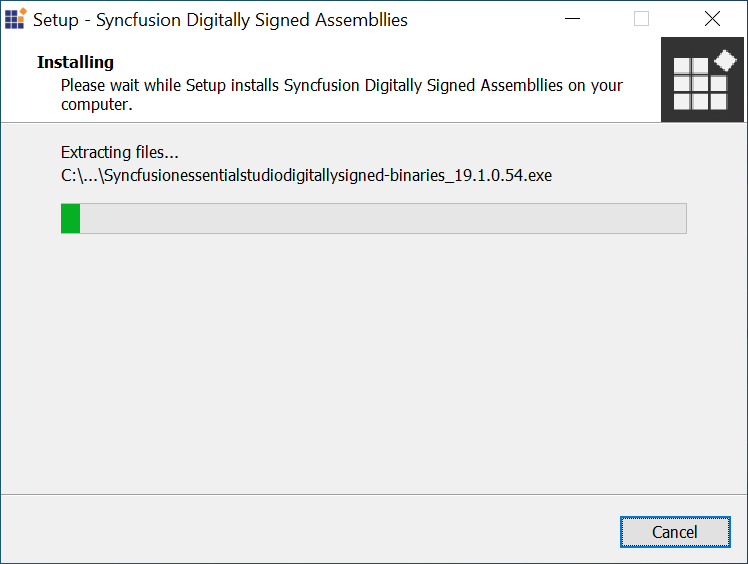 Setup - Syncfusion Digitally Signed Assembllies
Installing
Please wait while Setup installs Syncfusion Digitally Signed Assembllies on your
computer.
Extracting files...
C:\...\Syncfusionessentialstudiodigitallysigned-binaries_19.1.0.54.exe
Cancel